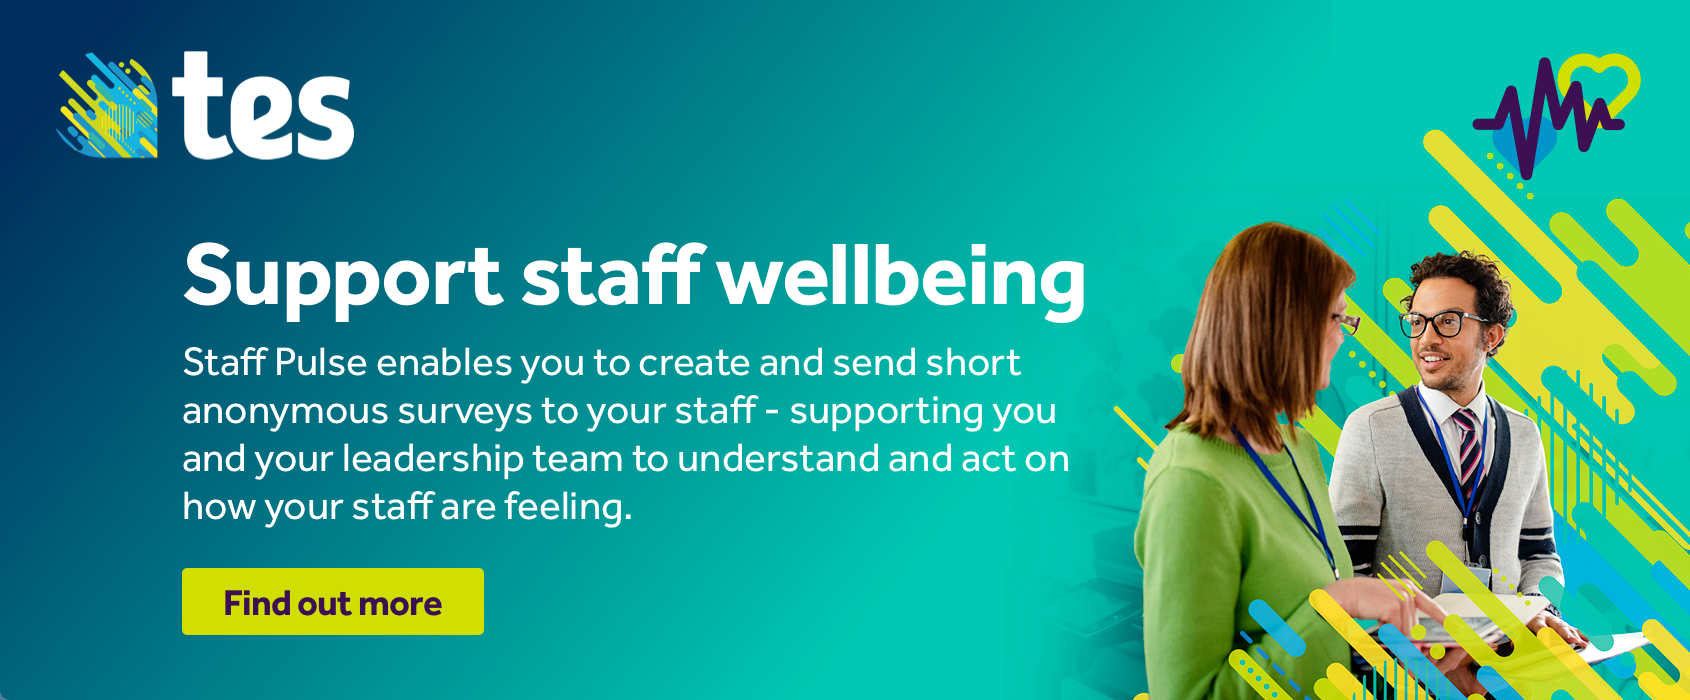 tes
Support staff wellbeing
Staff Pulse enables you to create and send short
anonymous surveys to your staff - supporting you
and your leadership team to understand and act on
how your staff are feeling.
Find out more